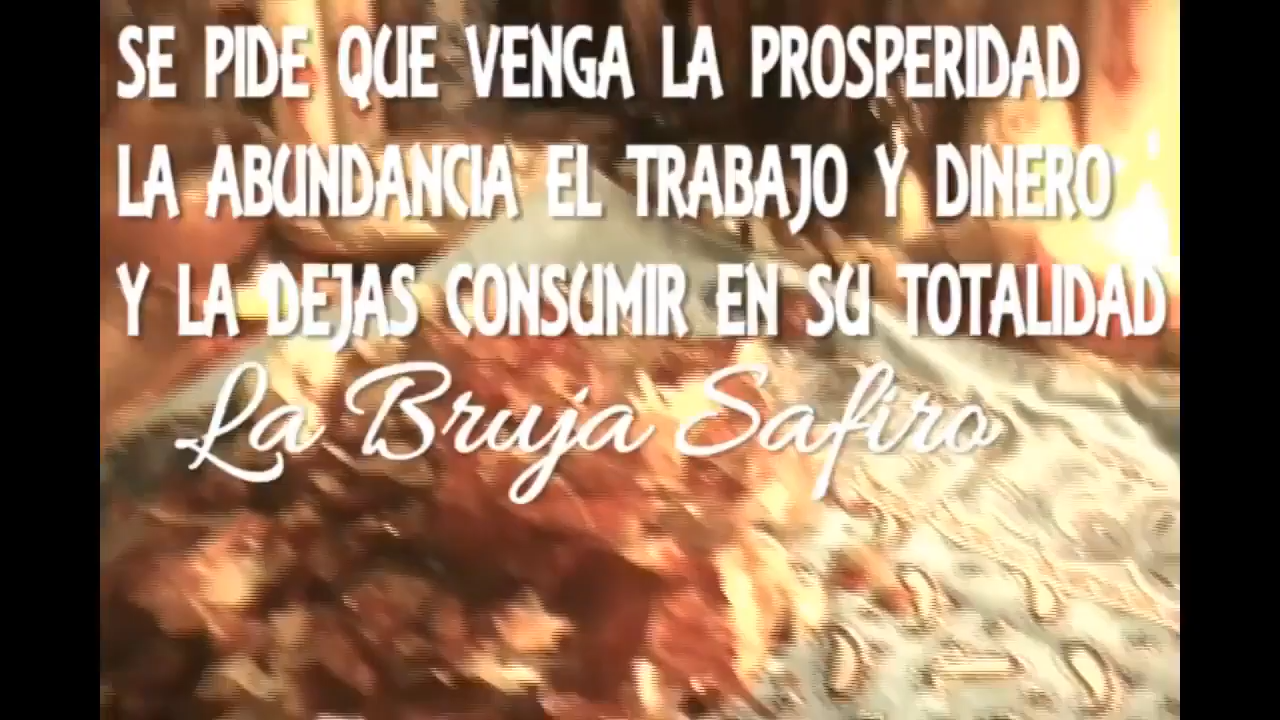 SE PIDE QUE VENGA LA PROSPERIDAD
LA ABUNDANCIA EL TRABAJO Y DINERO
Y LA DEJAS CONSUMIR EN SU TOTALIDAD
La Bruja Safiro